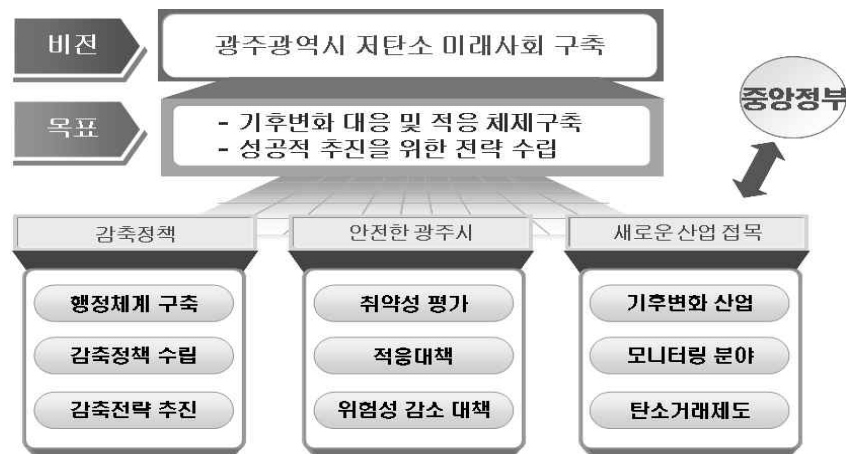 비전
광주광역시 저탄소 미래사회 구축
목표
- 기후변화 대응 및 적응 체제구축
- 성공적 추진을 위한 전략 수립
중앙정부
감축정책
행정체계 구축
감축정책 수립
감축전략 추진
안전한 광주시
취약성 평가
적응대책
위험성 감소 대책
새로운 산업 접목
기후변화 산업
모니터링 분야
탄소거래제도